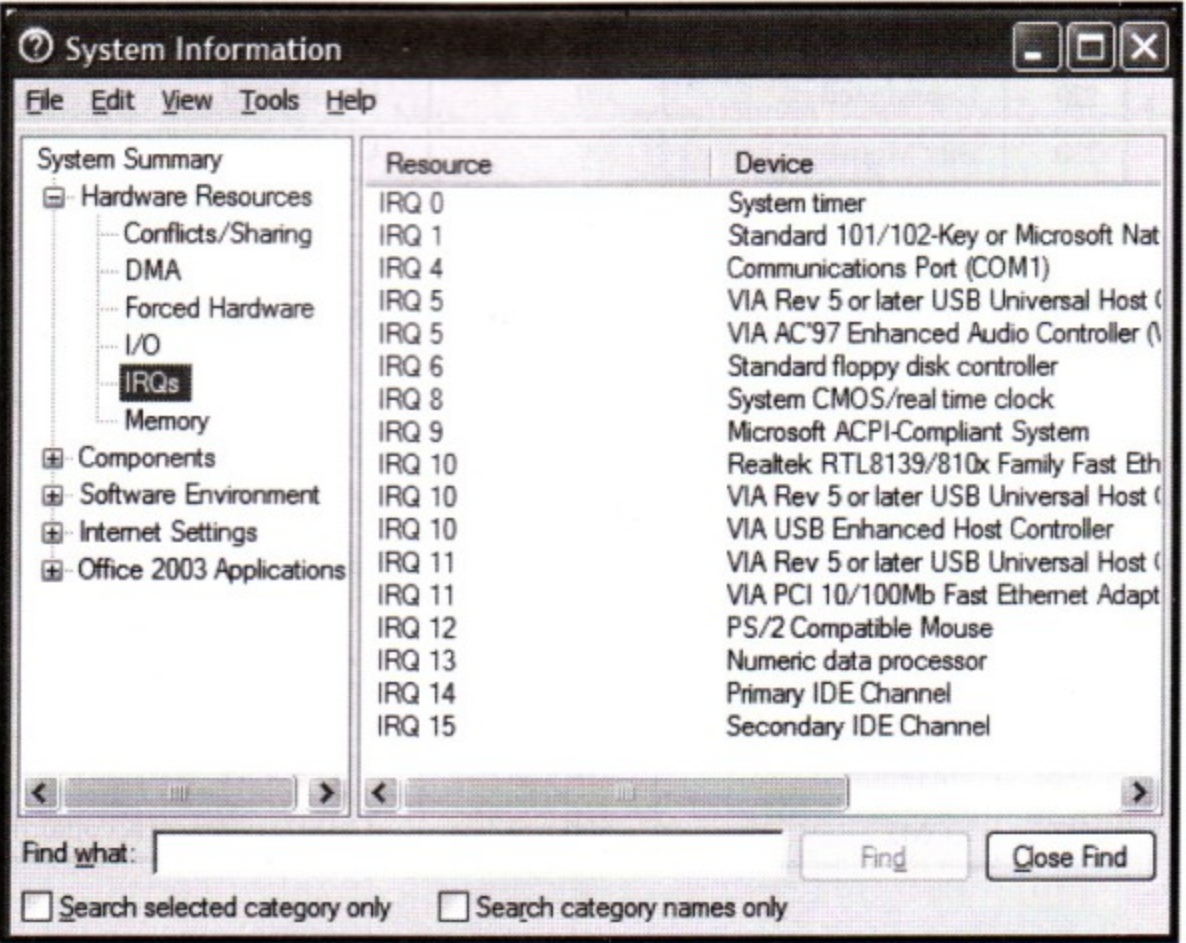 System Information
File Edit View Tools Help
System Summary
Hardware Resources
Conflicts/Sharing
DMA
Forced Hardware
I/O
IRQs
Memory
Components
Software Environment
Internet Settings
Office 2003 Applications
Resource Device
IRQ 0 System timer
IRQ 1 Standard 101/102-Key or Microsoft Nat
IRQ 4 Communications Port (COM1)
IRQ 5 VIA Rev 5 or later USB Universal Host
IRQ 5 VIA AC'97 Enhanced Audio Controller
IRQ 6 Standard floppy disk controller
IRQ 8 System CMOS/real time clock
IRQ 9 Microsoft ACPI-Compliant System
IRQ 10 Realtek RTL8139/810x Family Fast Eth
IRQ 10 VIA Rev 5 or later USB Universal Host
IRQ 10 VIA USB Enhanced Host Controller
IRQ 11 VIA Rev 5 or later USB Universal Host
IRQ 11 VIA PCI 10/100Mb Fast Ethernet Adapt
IRQ 12 PS/2 Compatible Mouse
IRQ 13 Numeric data processor
IRQ 14 Primary IDE Channel
IRQ 15 Secondary IDE Channel
Find what: Find Close Find
Search selected category only Search category names only